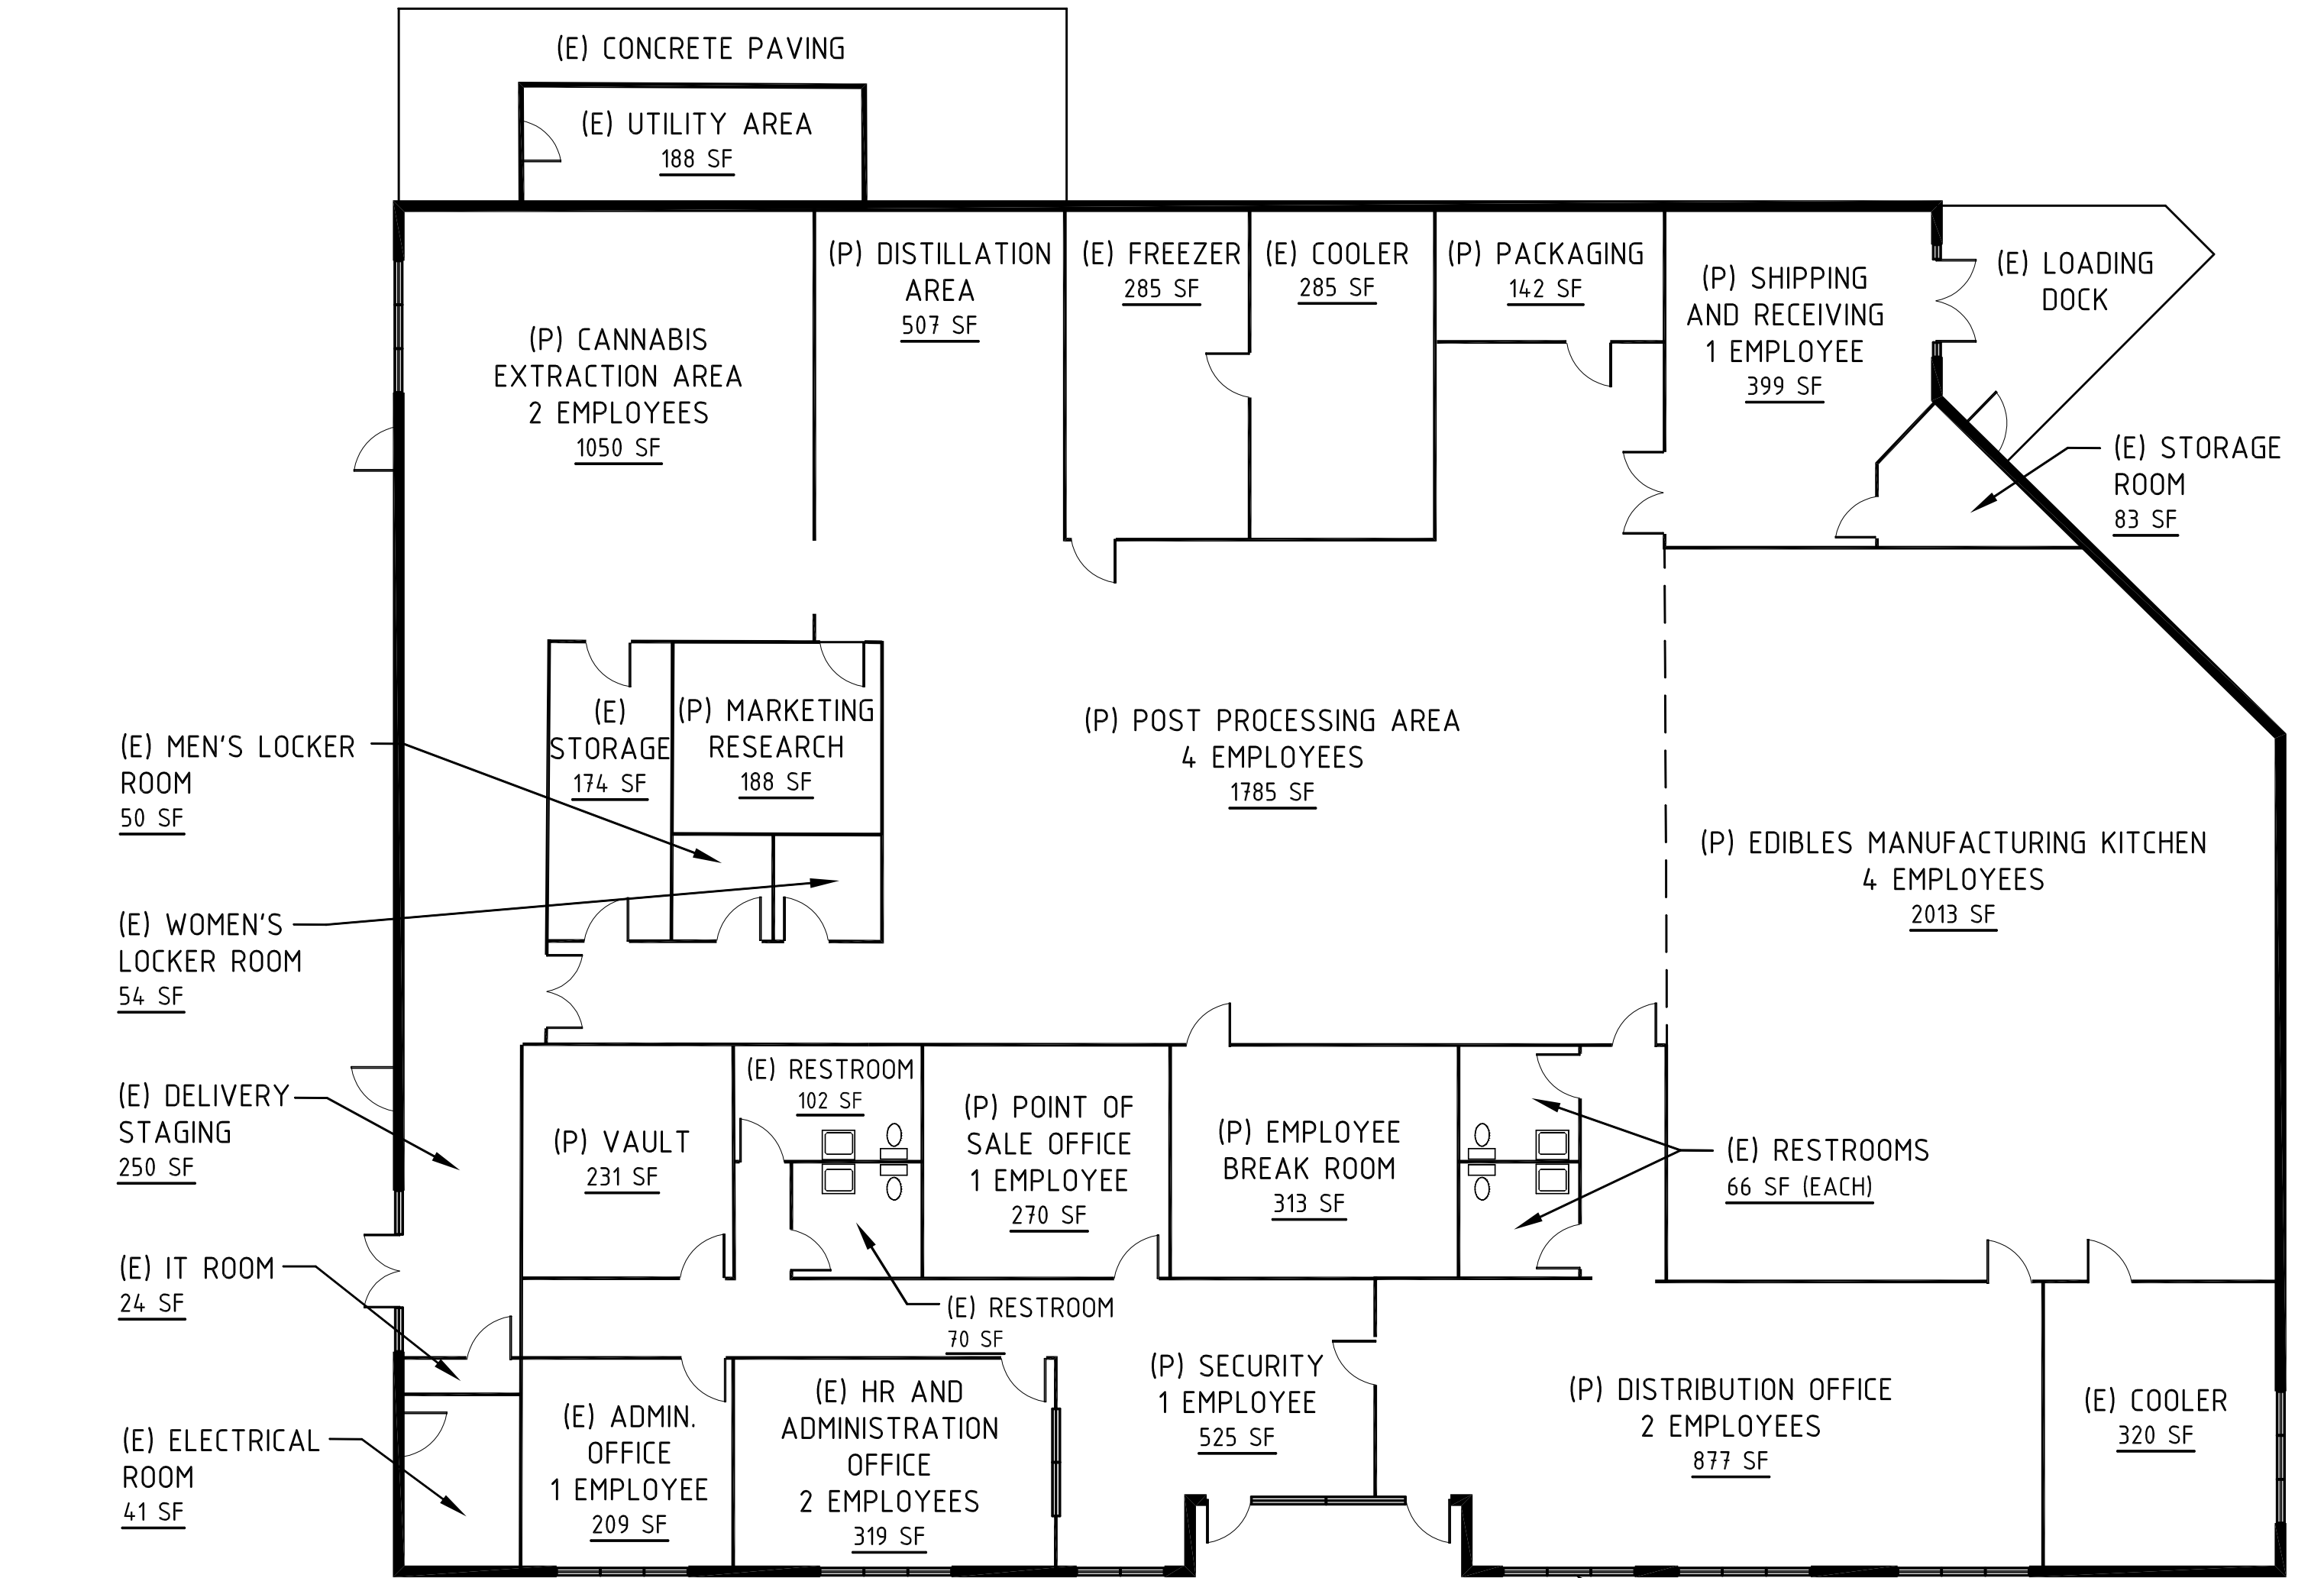 (E) CONCRETE PAVING
(E) UTILITY AREA
188 SF
(P) CANNABIS
EXTRACTION AREA
2 EMPLOYEES
1050 SF
(P) DISTILLATION
AREA
507 SF
(E) FREEZER
285 SF
(E) COOLER
285 SF
(P) PACKAGING
142 SF
(P) SHIPPING
AND RECEIVING
1 EMPLOYEE
399 SF
(E) LOADING
DOCK
(E) STORAGE
ROOM
83 SF
(E) MEN'S LOCKER
ROOM
50 SF
(E)
STORAGE
174 SF
(P) MARKETING
RESEARCH
188 SF
(P) POST PROCESSING AREA
4 EMPLOYEES
1785 SF
(P) EDIBLES MANUFACTURING KITCHEN
4 EMPLOYEES
2013 SF
(E) WOMEN'S
LOCKER ROOM
54 SF
(E) DELIVERY
STAGING
250 SF
(P) VAULT
231 SF
(E) RESTROOM
102 SF
(P) POINT OF
SALE OFFICE
1 EMPLOYEE
270 SF
(P) EMPLOYEE
BREAK ROOM
313 SF
(E) RESTROOMS
66 SF (EACH)
(E) IT ROOM
24 SF
(E) RESTROOM
70 SF
(E) ELECTRICAL
ROOM
41 SF
(E) ADMIN.
OFFICE
1 EMPLOYEE
209 SF
(E) HR AND
ADMINISTRATION
OFFICE
2 EMPLOYEES
319 SF
(P) SECURITY
1 EMPLOYEE
525 SF
(P) DISTRIBUTION OFFICE
2 EMPLOYEES
877 SF
(E) COOLER
320 SF